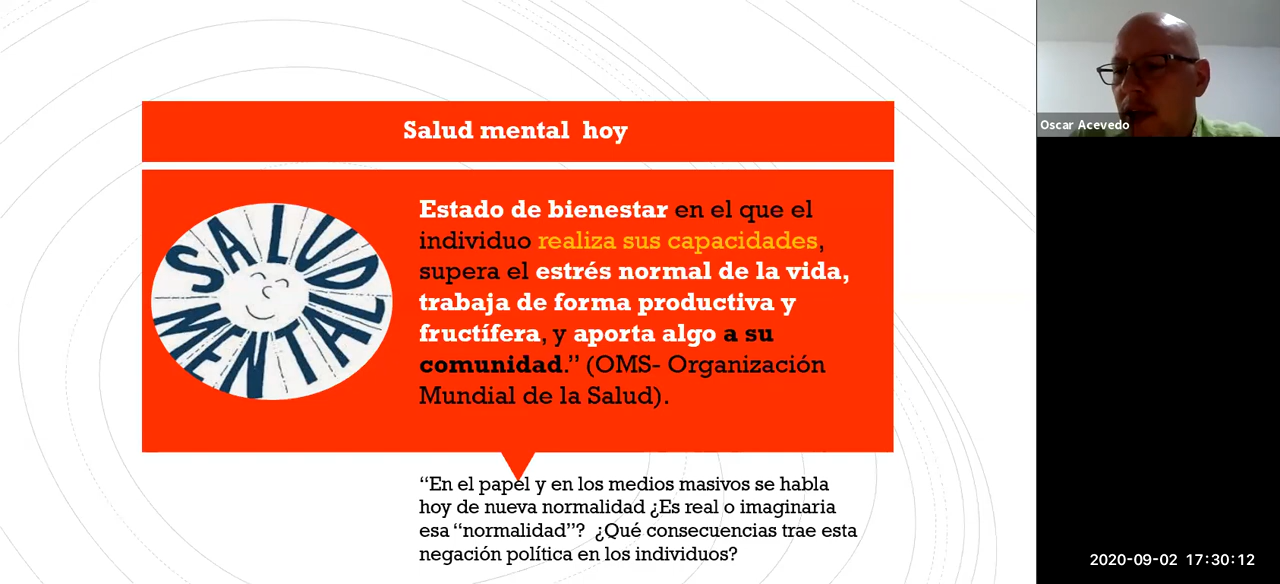 Salud mental hoy
SALUD
MENTAL
Estado de bienestar en el que el
individuo realiza sus capacidades,
supera el estrés normal de la vida,
trabaja de forma productiva y
fructífera, y aporta algo a su
comunidad.” (OMS- Organización
Mundial de la Salud).
“En el papel y en los medios masivos se habla
hoy de nueva normalidad ¿Es real o imaginaria
esa “normalidad”? ¿Qué consecuencias trae esta
negación política en los individuos?
Oscar Acevedo
2020-09-02 17:30:12